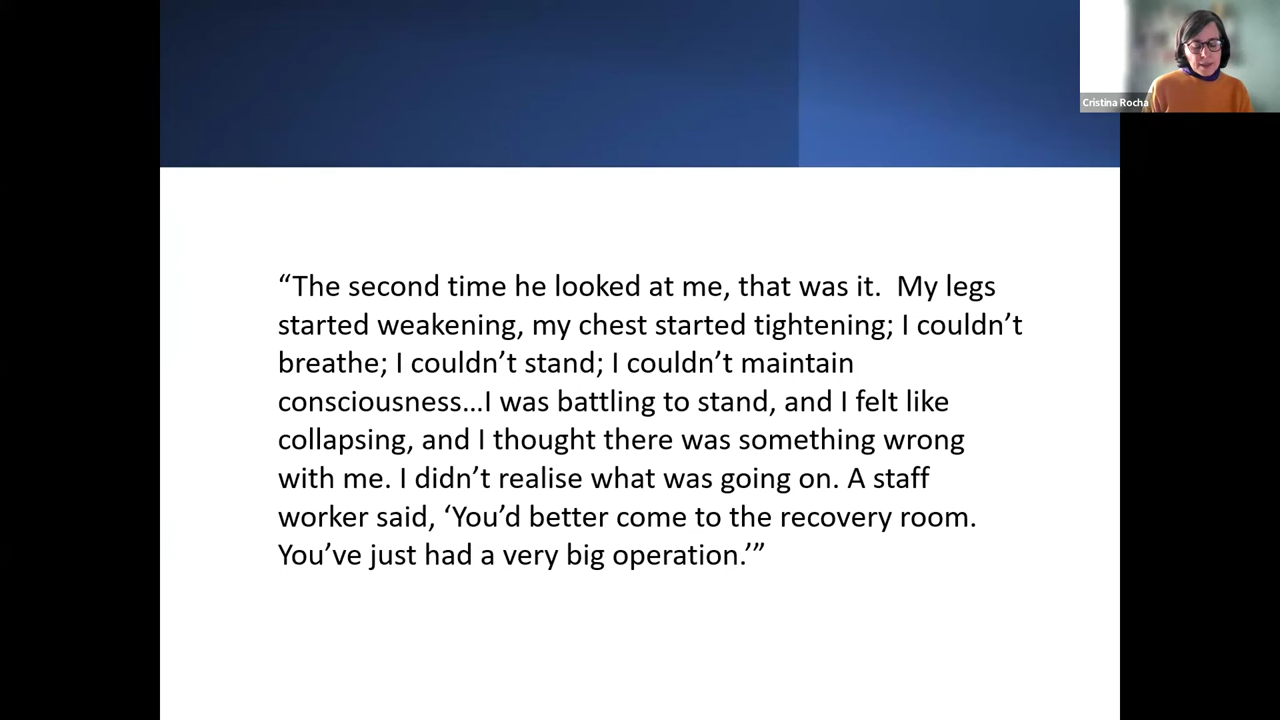 Cristina Rocha
“The second time he looked at me, that was it.  My legs
started weakening, my chest started tightening; I couldn’t
breathe; I couldn’t stand; I couldn’t maintain
consciousness...I was battling to stand, and I felt like
collapsing, and I thought there was something wrong
with me. I didn’t realise what was going on. A staff
worker said, ‘You’d better come to the recovery room.
You’ve just had a very big operation.’”